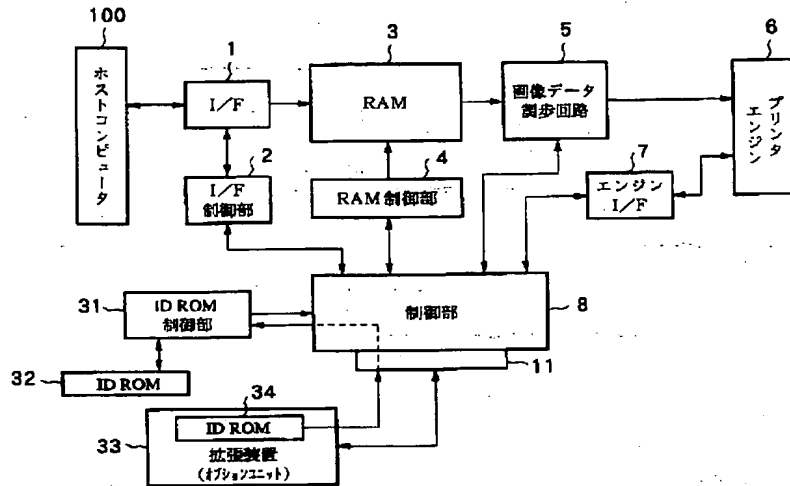 100
ホストコンピュータ
1
I/F
2
I/F
制御部
3
RAM
4
RAM 制御部
5
画像データ
調歩回路
6
プリンタ
エンジン
7
エンジン
I/F
31
ID ROM
制御部
制御部
8
11
32
ID ROM
34
ID ROM
33
拡張装置
(オプションユニット)